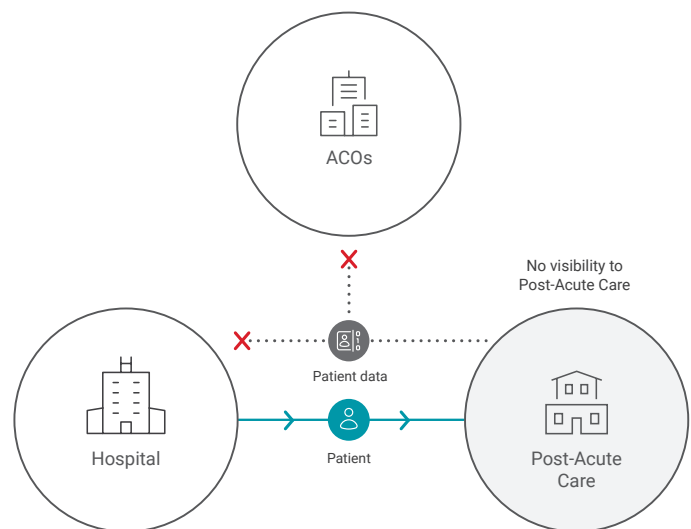 ACOs
No visibility to
Post-Acute Care
Patient data
Hospital
Patient
Post-Acute
Care